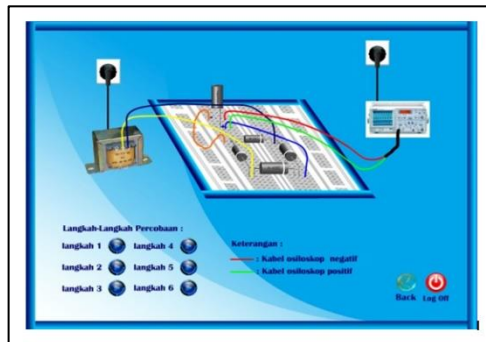 Langkah-Langkah Percobaan :
langkah 1 langkah 4
langkah 2 langkah 5
langkah 3 langkah 6
Keterangan :
: Kabel osiloskop negatif
: Kabel osiloskop positif
Back Log Off